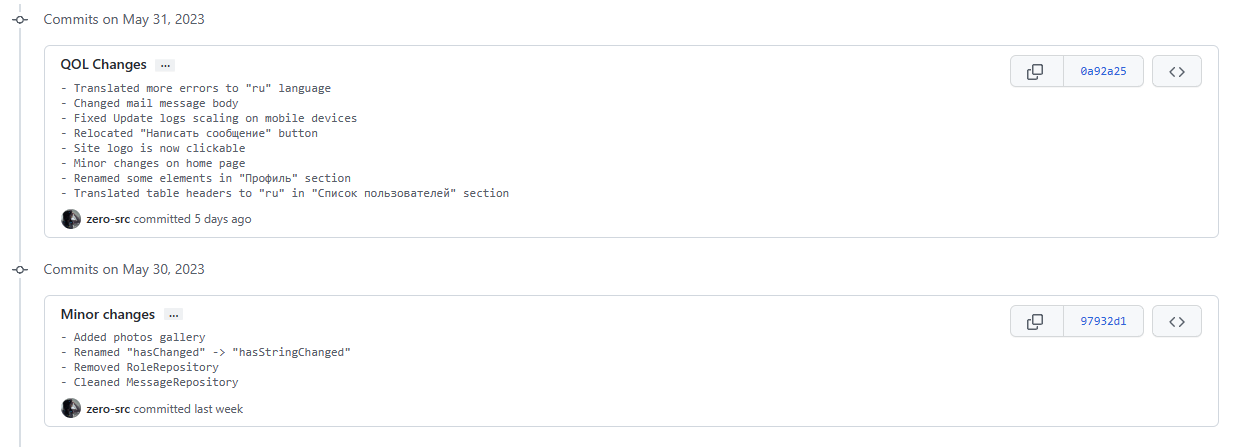 Commits on May 31, 2023
QOL Changes ...
0a92a25
- Translated more errors to "ru" language
- Changed mail message body
- Fixed Update logs scaling on mobile devices
- Relocated "Написать сообщение" button
- Site logo is now clickable
- Minor changes on home page
- Renamed some elements in "Профиль" section
- Translated table headers to "ru" in "Список пользователей" section
zero-src committed 5 days ago
Commits on May 30, 2023
Minor changes ...
97932d1
- Added photos gallery
- Renamed "hasChanged" -> "hasStringChanged"
- Removed RoleRepository
- Cleaned MessageRepository
zero-src committed last week